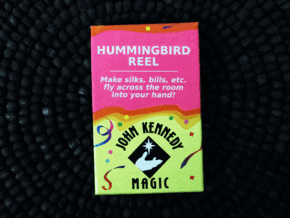 HUMMINGBIRD
REEL
Make silks, bills, etc.
fly across the room
into your hand!
JOHN KENNEDY
MAGIC